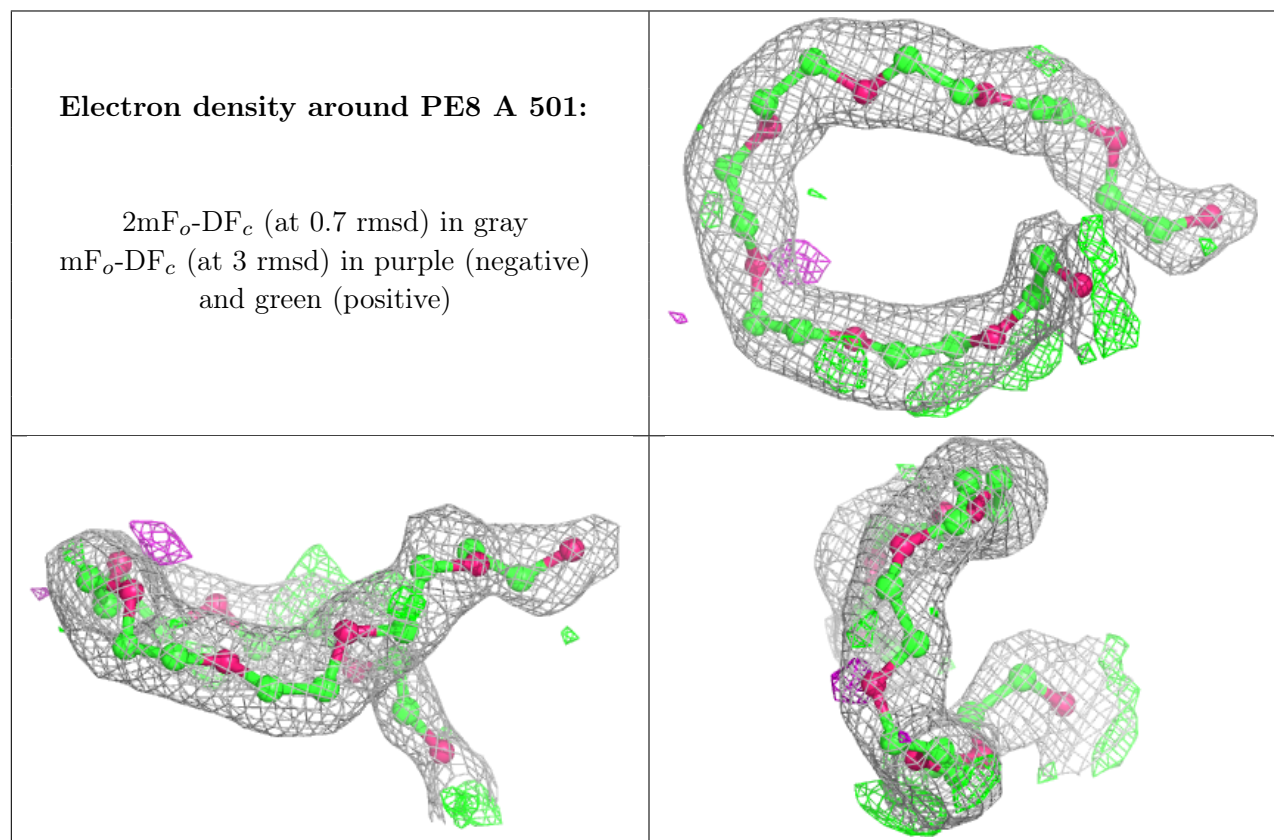 Electron density around PE8 A 501:
2mFₒ-DF𝒸 (at 0.7 rmsd) in gray
mFₒ-DF𝒸 (at 3 rmsd) in purple (negative)
and green (positive)